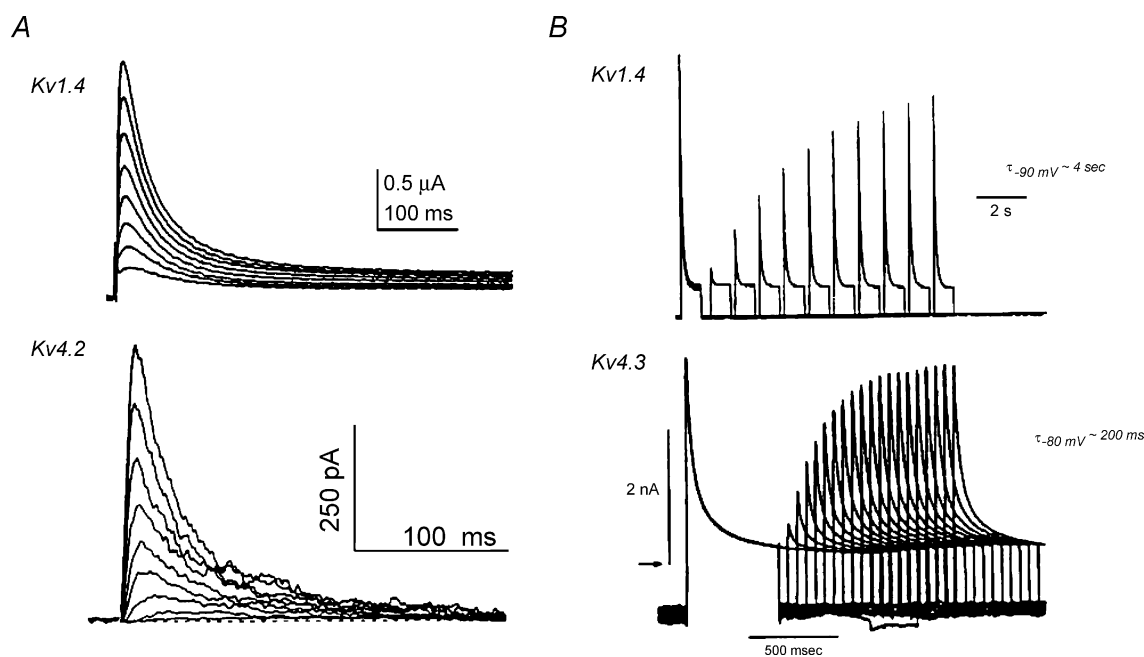 A
Kv1.4
0.5 μA
100 ms
Kv4.2
250 pA
100 ms
B
Kv1.4
τ-90 mV ~ 4 sec
2 s
Kv4.3
τ-80 mV ~ 200 ms
2 nA
500 msec